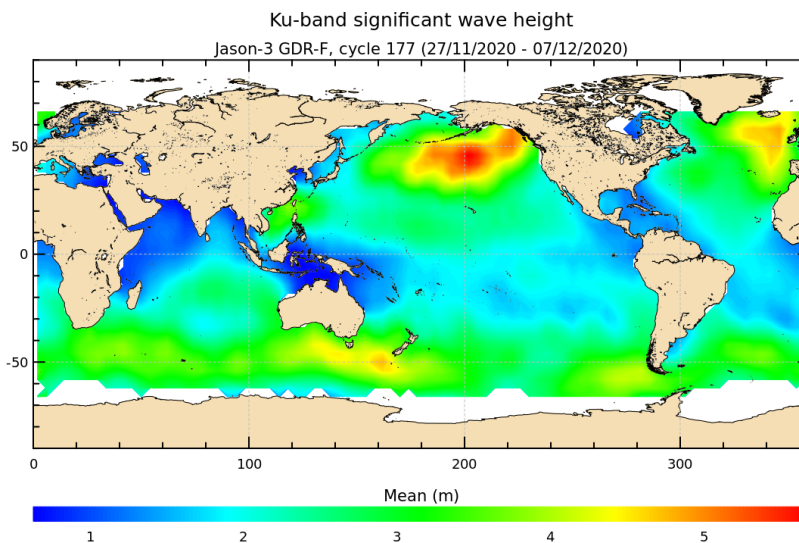 Ku-band significant wave height
Jason-3 GDR-F, cycle 177 (27/11/2020 - 07/12/2020)
50
0
-50
0 100 200 300
Mean (m)
1 2 3 4 5